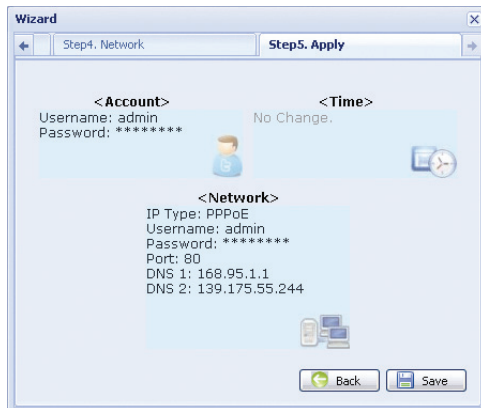 Wizard
Step4. Network
Step5. Apply
<Account>
Username: admin
Password: ********
<Time>
No Change.
<Network>
IP Type: PPPoE
Username: admin
Password: ********
Port: 80
DNS 1: 168.95.1.1
DNS 2: 139.175.55.244
Back
Save